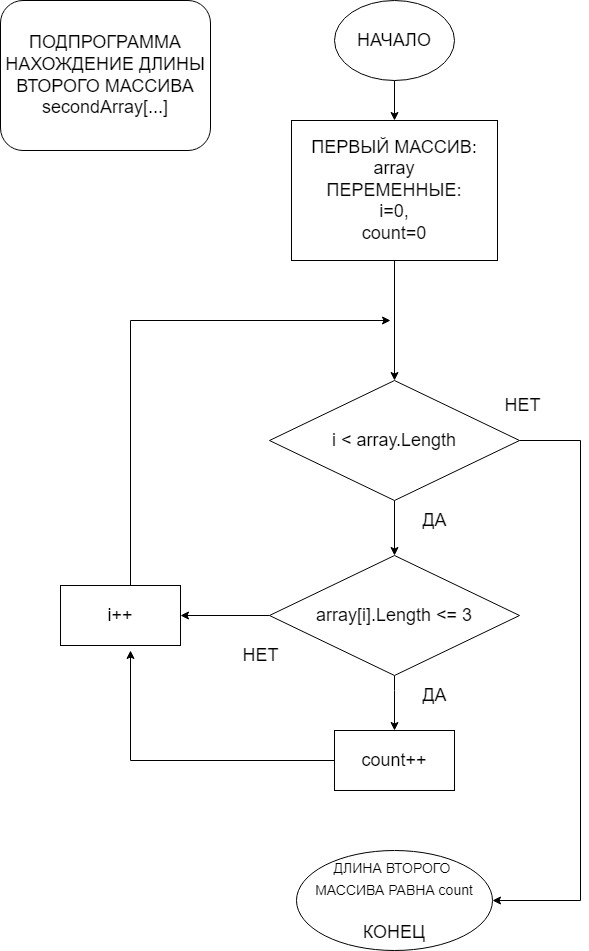 ПОДПРОГРАММА
НАХОЖДЕНИЕ ДЛИНЫ
ВТОРОГО МАССИВА
secondArray[...]
НАЧАЛО
ПЕРВЫЙ МАССИВ:
array
ПЕРЕМЕННЫЕ:
i=0,
count=0
i < array.Length
НЕТ
ДА
array[i].Length <= 3
i++
НЕТ
ДА
count++
ДЛИНА ВТОРОГО
МАССИВА РАВНА count
КОНЕЦ